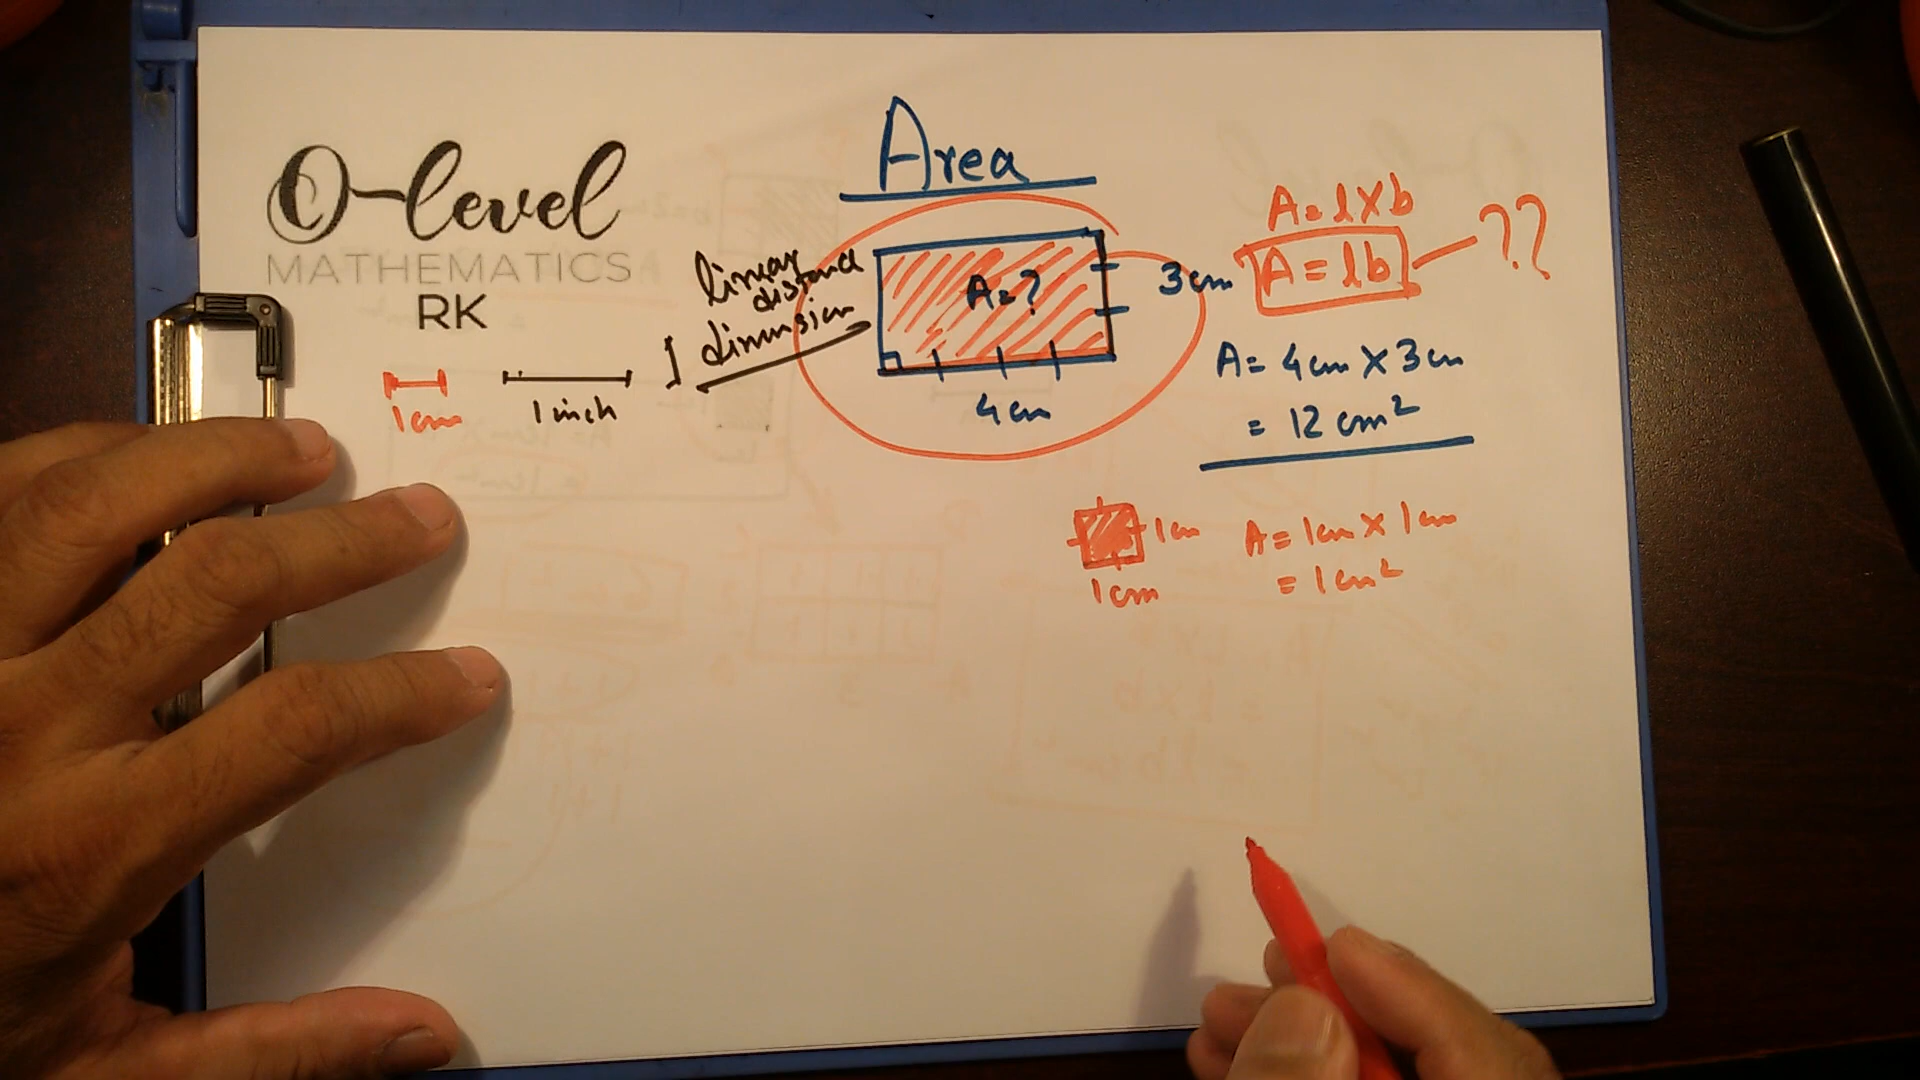 Area
O-level
MATHEMATICS
RK
linear
distance
1 dimension
1cm
1 inch
A=?
3cm
4cm
A=lXb
A=lb
??
A= 4cm X 3cm
= 12 cm²
1cm
1cm
A= 1cm X 1cm
= 1cm²